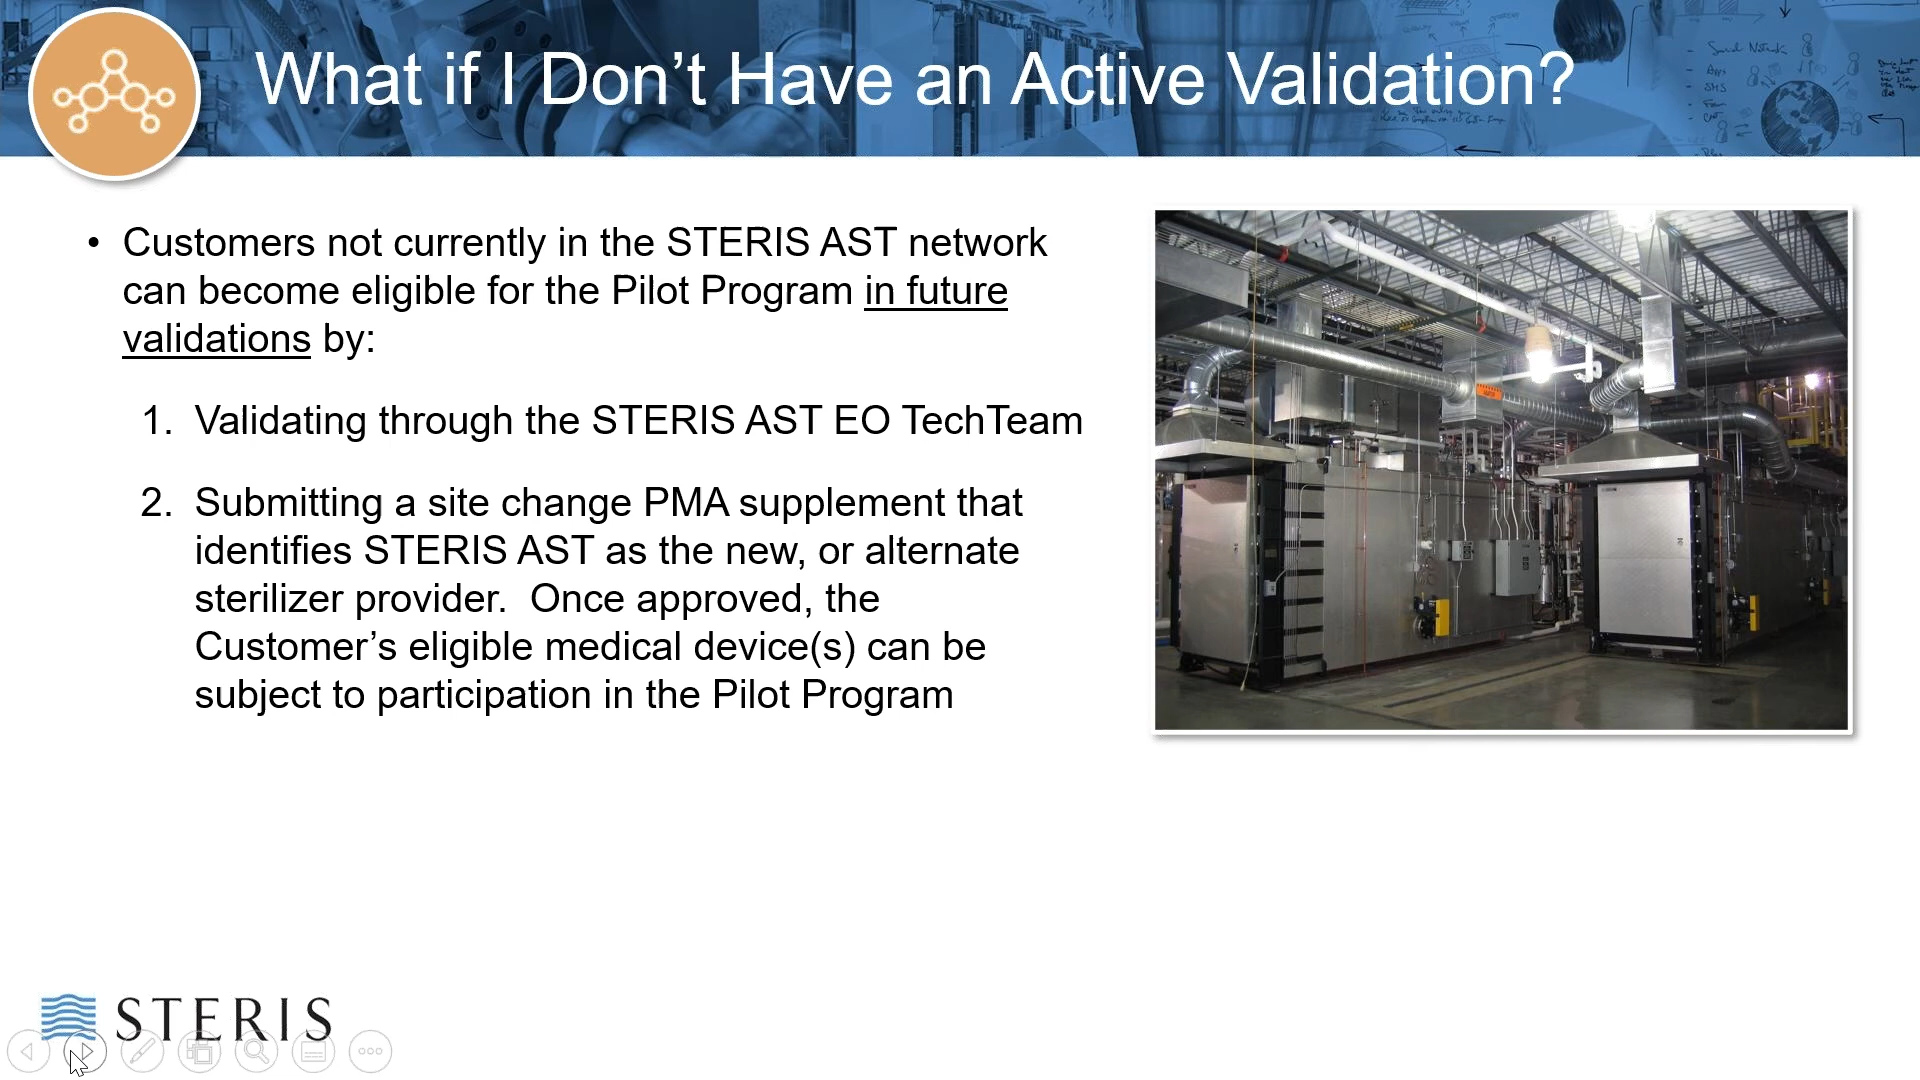 What if I Don’t Have an Active Validation?
Social Network
SMS
• Customers not currently in the STERIS AST network
can become eligible for the Pilot Program in future
validations by:
1. Validating through the STERIS AST EO TechTeam
2. Submitting a site change PMA supplement that
identifies STERIS AST as the new, or alternate
sterilizer provider.  Once approved, the
Customer’s eligible medical device(s) can be
subject to participation in the Pilot Program
STERIS